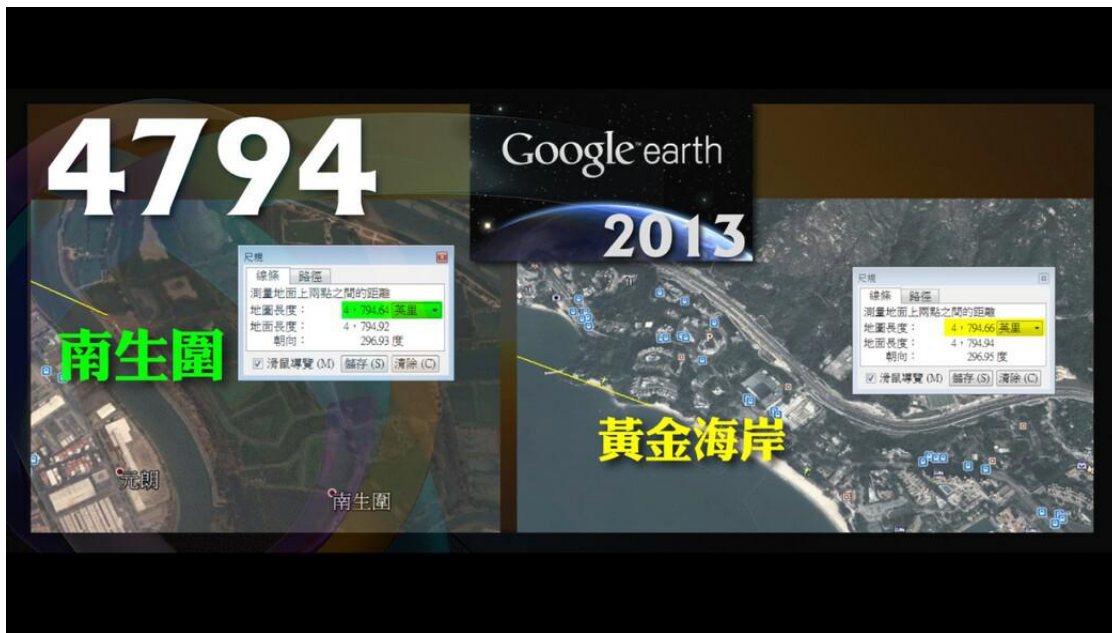 4794
Google earth
2013
尺規
線條 路徑
測量地面上兩點之間的距離
地圖長度： 4，794.64 英里
地面長度： 4，794.92
朝向： 296.93 度
滑鼠導覽 (M) 儲存 (S) 清除 (C)
南生圍
元朗
南生圍
尺規
線條 路徑
測量地面上兩點之間的距離
地圖長度： 4，794.66 英里
地面長度： 4，794.94
朝向： 296.95 度
滑鼠導覽 (M) 儲存 (S) 清除 (C)
黃金海岸